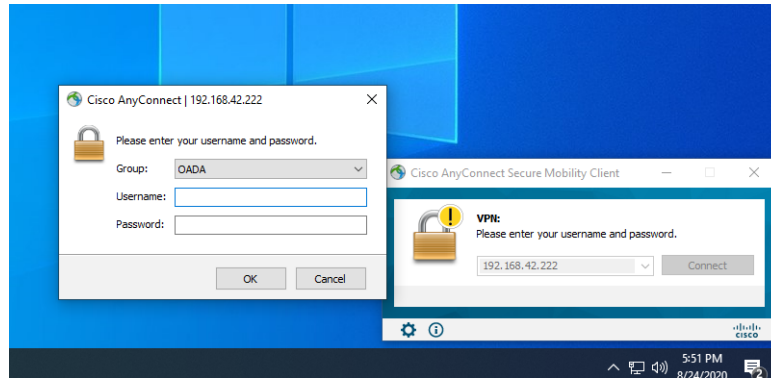 Cisco AnyConnect | 192.168.42.222
Please enter your username and password.
Group: OADA
Username:
Password:
OK Cancel
Cisco AnyConnect Secure Mobility Client
VPN:
Please enter your username and password.
192.168.42.222 Connect
cisco
5:51 PM
8/24/2020
2